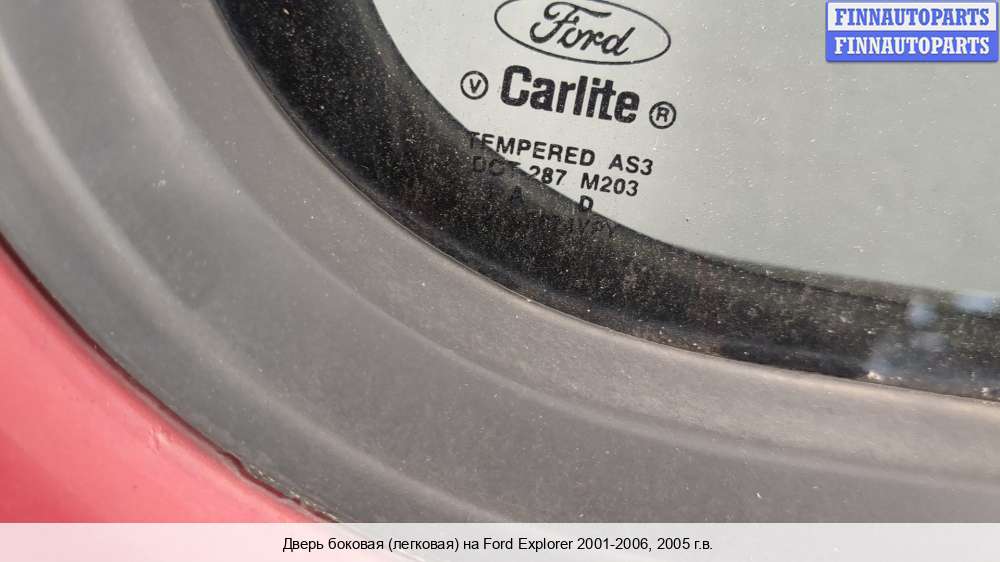 FINNAUTOPARTS
FINNAUTOPARTS
Ford
V Carlite ®
TEMPERED AS3
DOT 287 M203
A D
Дверь боковая (легковая) на Ford Explorer 2001-2006, 2005 г.в.